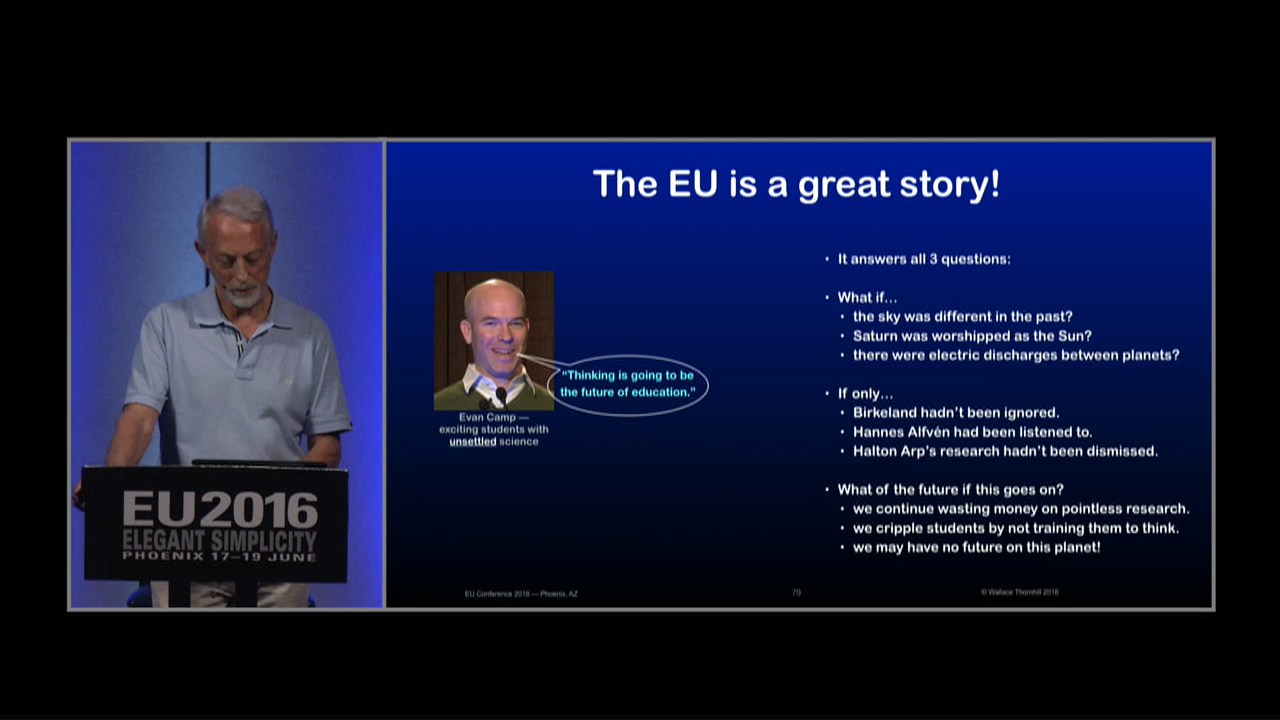 The EU is a great story!
• It answers all 3 questions:
• What if...
• the sky was different in the past?
• Saturn was worshipped as the Sun?
• there were electric discharges between planets?
• If only...
• Birkeland hadn't been ignored.
• Hannes Alfvén had been listened to.
• Halton Arp's research hadn't been dismissed.
• What of the future if this goes on?
• we continue wasting money on pointless research.
• we cripple students by not training them to think.
• we may have no future on this planet!
"Thinking is going to be
the future of education."
Evan Camp —
exciting students with
unsettled science
EU2016
ELEGANT SIMPLICITY
PHOENIX 17–19 JUNE
EU Conference 2016 — Phoenix, AZ
79
© Wallace Thornhill 2016